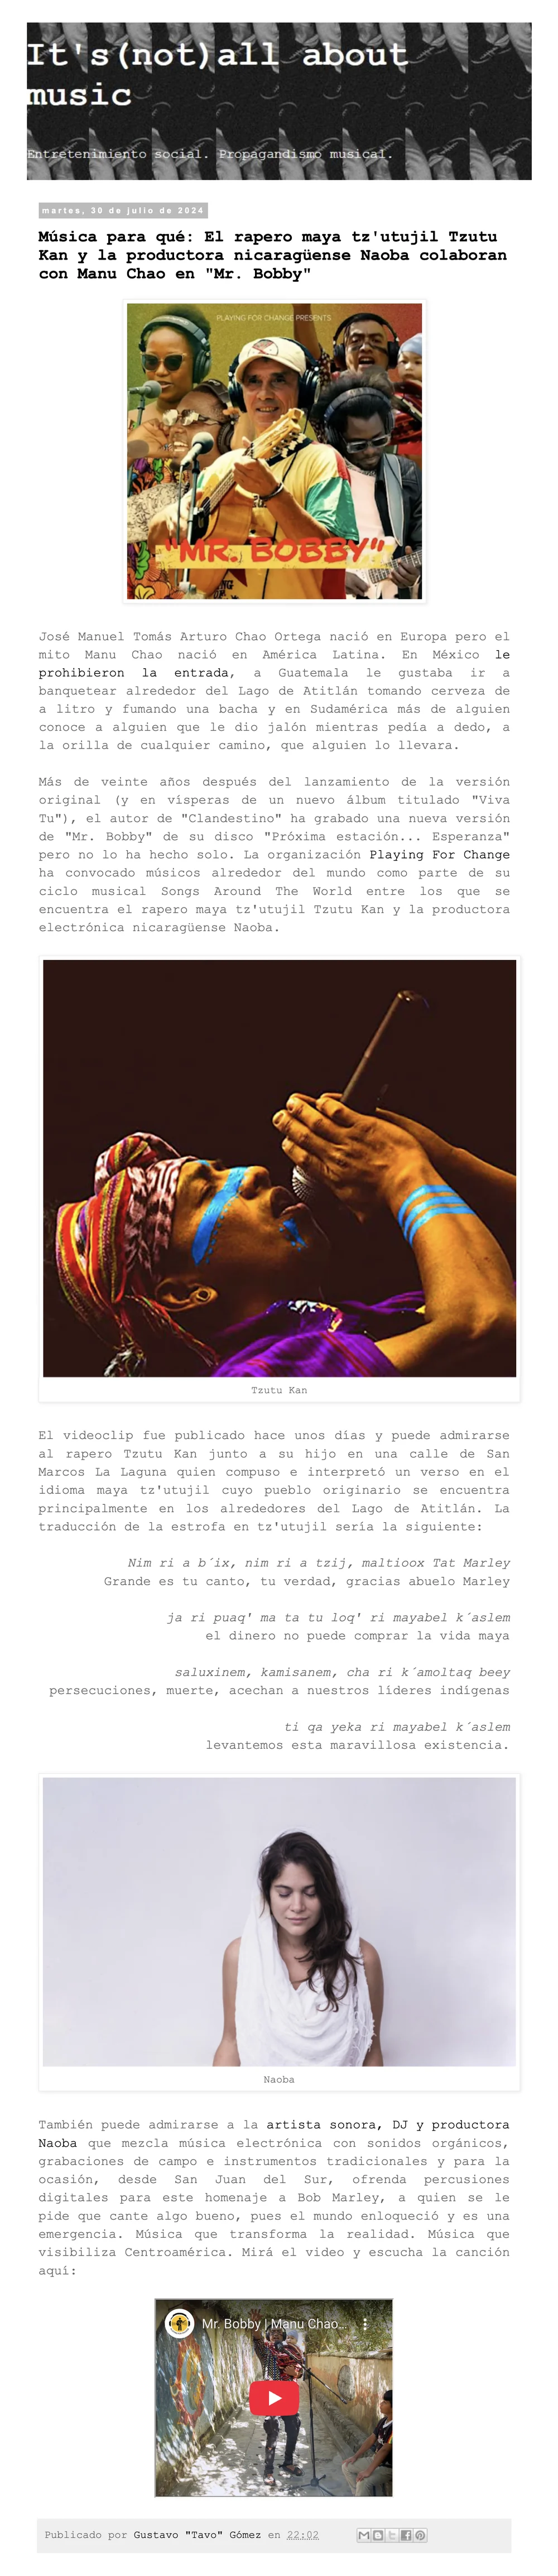 It's(not)all about
music
Entretenimiento social. Propagandismo musical.
martes, 30 de julio de 2024
Música para qué: El rapero maya tz'utujil Tzutu
Kan y la productora nicaragüense Naoba colaboran
con Manu Chao en "Mr. Bobby"
PLAYING FOR CHANGE PRESENTS
"MR. BOBBY"
José Manuel Tomás Arturo Chao Ortega nació en Europa pero el
mito Manu Chao nació en América Latina. En México le
prohibieron la entrada, a Guatemala le gustaba ir a
banquetear alrededor del Lago de Atitlán tomando cerveza de
a litro y fumando una bacha y en Sudamérica más de alguien
conoce a alguien que le dio jalón mientras pedía a dedo, a
la orilla de cualquier camino, que alguien lo llevara.
Más de veinte años después del lanzamiento de la versión
original (y en vísperas de un nuevo álbum titulado "Viva
Tu"), el autor de "Clandestino" ha grabado una nueva versión
de "Mr. Bobby" de su disco "Próxima estación... Esperanza"
pero no lo ha hecho solo. La organización Playing For Change
ha convocado músicos alrededor del mundo como parte de su
ciclo musical Songs Around The World entre los que se
encuentra el rapero maya tz'utujil Tzutu Kan y la productora
electrónica nicaragüense Naoba.
Tzutu Kan
El videoclip fue publicado hace unos días y puede admirarse
al rapero Tzutu Kan junto a su hijo en una calle de San
Marcos La Laguna quien compuso e interpretó un verso en el
idioma maya tz'utujil cuyo pueblo originario se encuentra
principalmente en los alrededores del Lago de Atitlán. La
traducción de la estrofa en tz'utujil sería la siguiente:
Nim ri a b´ix, nim ri a tzij, maltioox Tat Marley
Grande es tu canto, tu verdad, gracias abuelo Marley
ja ri puaq' ma ta tu loq' ri mayabel k´aslem
el dinero no puede comprar la vida maya
saluxinem, kamisanem, cha ri k´amoltaq beey
persecuciones, muerte, acechan a nuestros líderes indígenas
ti qa yeka ri mayabel k´aslem
levantemos esta maravillosa existencia.
Naoba
También puede admirarse a la artista sonora, DJ y productora
Naoba que mezcla música electrónica con sonidos orgánicos,
grabaciones de campo e instrumentos tradicionales y para la
ocasión, desde San Juan del Sur, ofrenda percusiones
digitales para este homenaje a Bob Marley, a quien se le
pide que cante algo bueno, pues el mundo enloqueció y es una
emergencia. Música que transforma la realidad. Música que
visibiliza Centroamérica. Mirá el video y escucha la canción
aquí:
Mr. Bobby | Manu Chao...
Publicado por Gustavo "Tavo" Gómez en 22:02